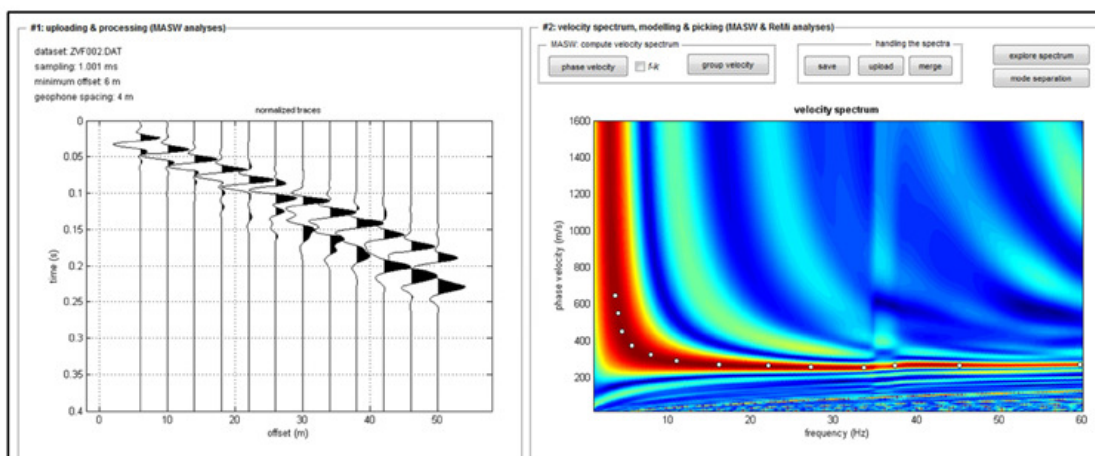 #1: uploading & processing (MASW analyses)
dataset: ZVF002.DAT
sampling: 1.001 ms
minimum offset: 6 m
geophone spacing: 4 m
normalized traces
0
0.05
0.1
0.15
0.2
0.25
0.3
0.35
0.4
time (s)
0 10 20 30 40 50
offset (m)
#2: velocity spectrum, modelling & picking (MASW & ReMi analyses)
MASW: compute velocity spectrum
phase velocity
f-k
group velocity
handling the spectra
save upload merge
explore spectrum
mode separation
velocity spectrum
1600
1400
1200
1000
800
600
400
200
phase velocity (m/s)
10 20 30 40 50 60
frequency (Hz)